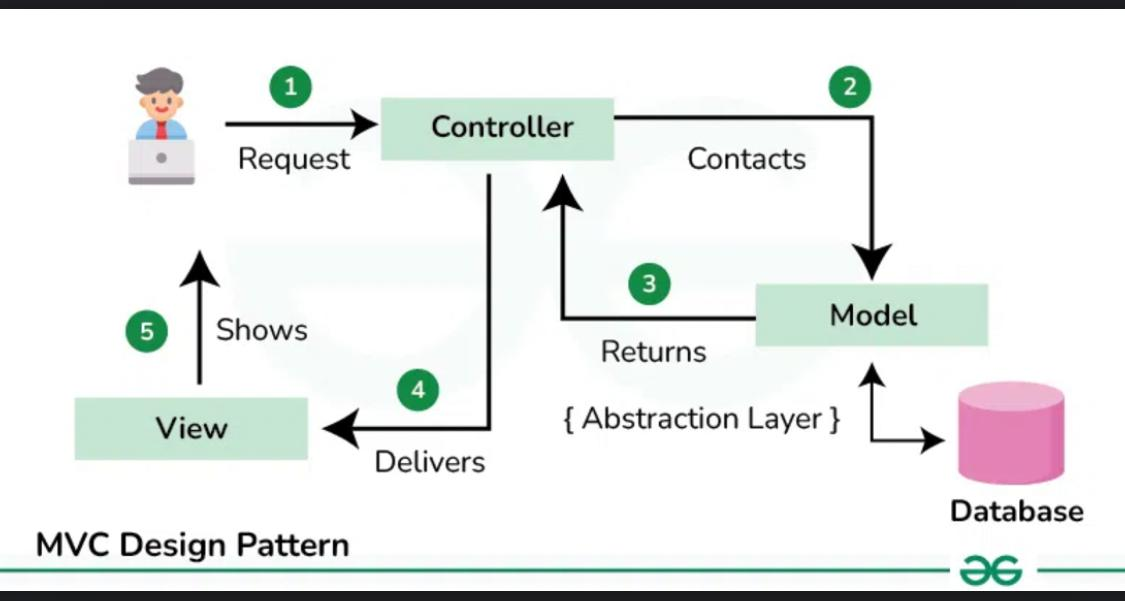 1
2
Controller
Request
Contacts
3
Model
5
Shows
Returns
4
{ Abstraction Layer }
View
Delivers
Database
MVC Design Pattern